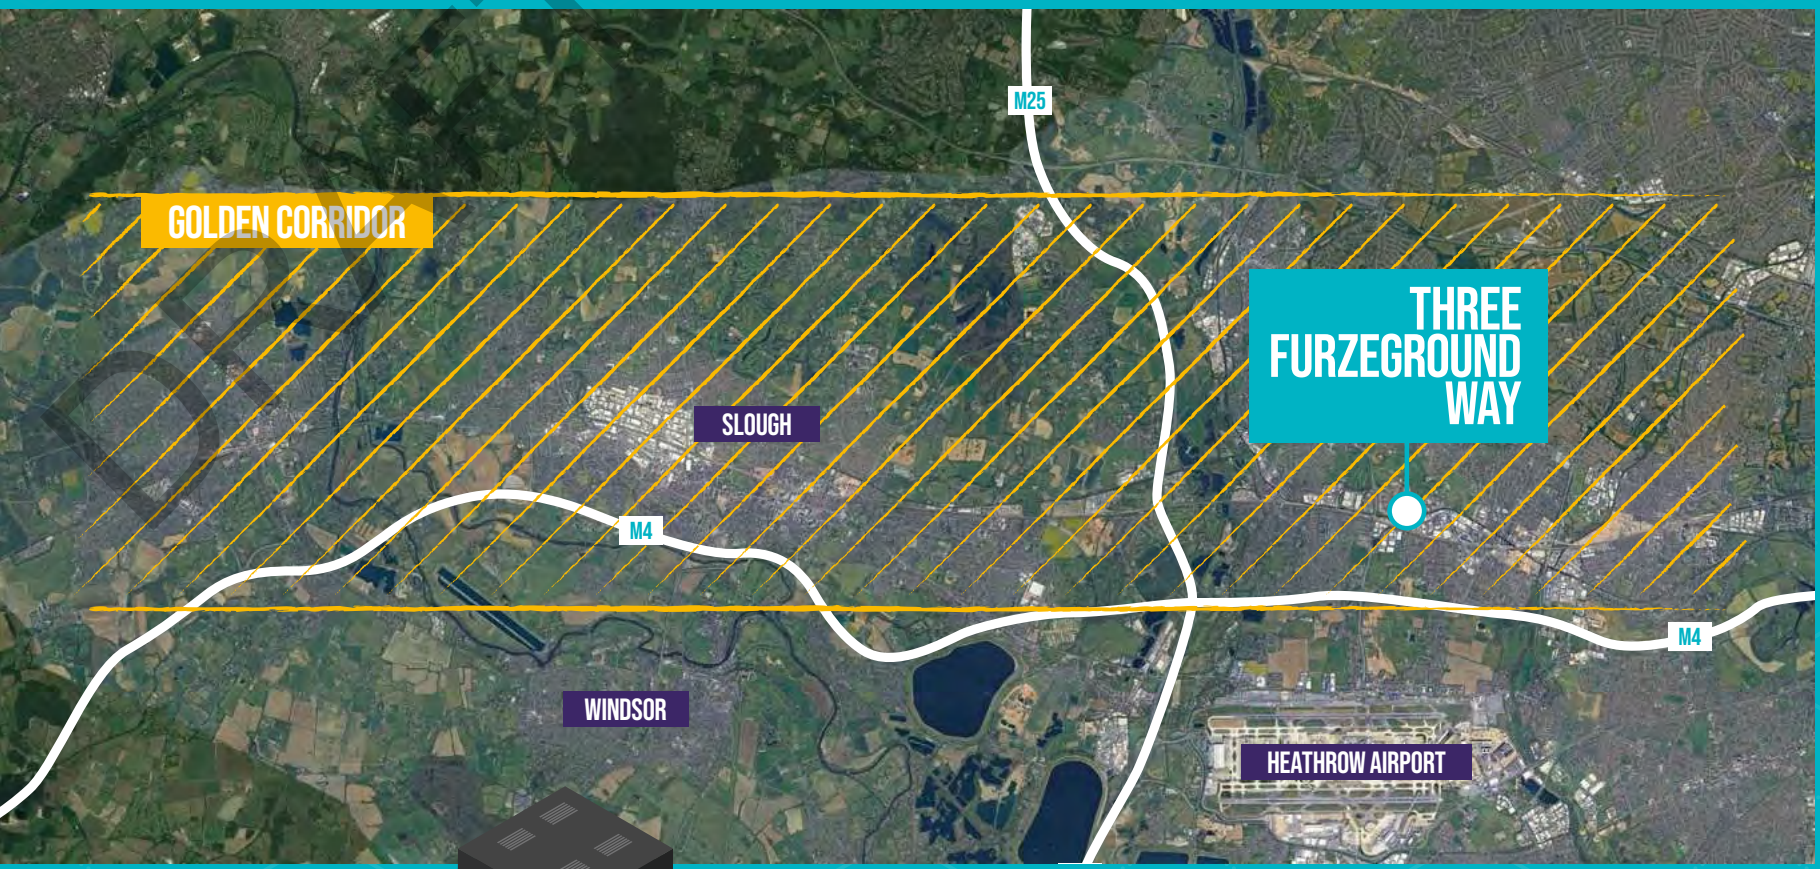 M25
GOLDEN CORRIDOR
THREE
FURZEGROUND
WAY
SLOUGH
M4
M4
WINDSOR
HEATHROW AIRPORT